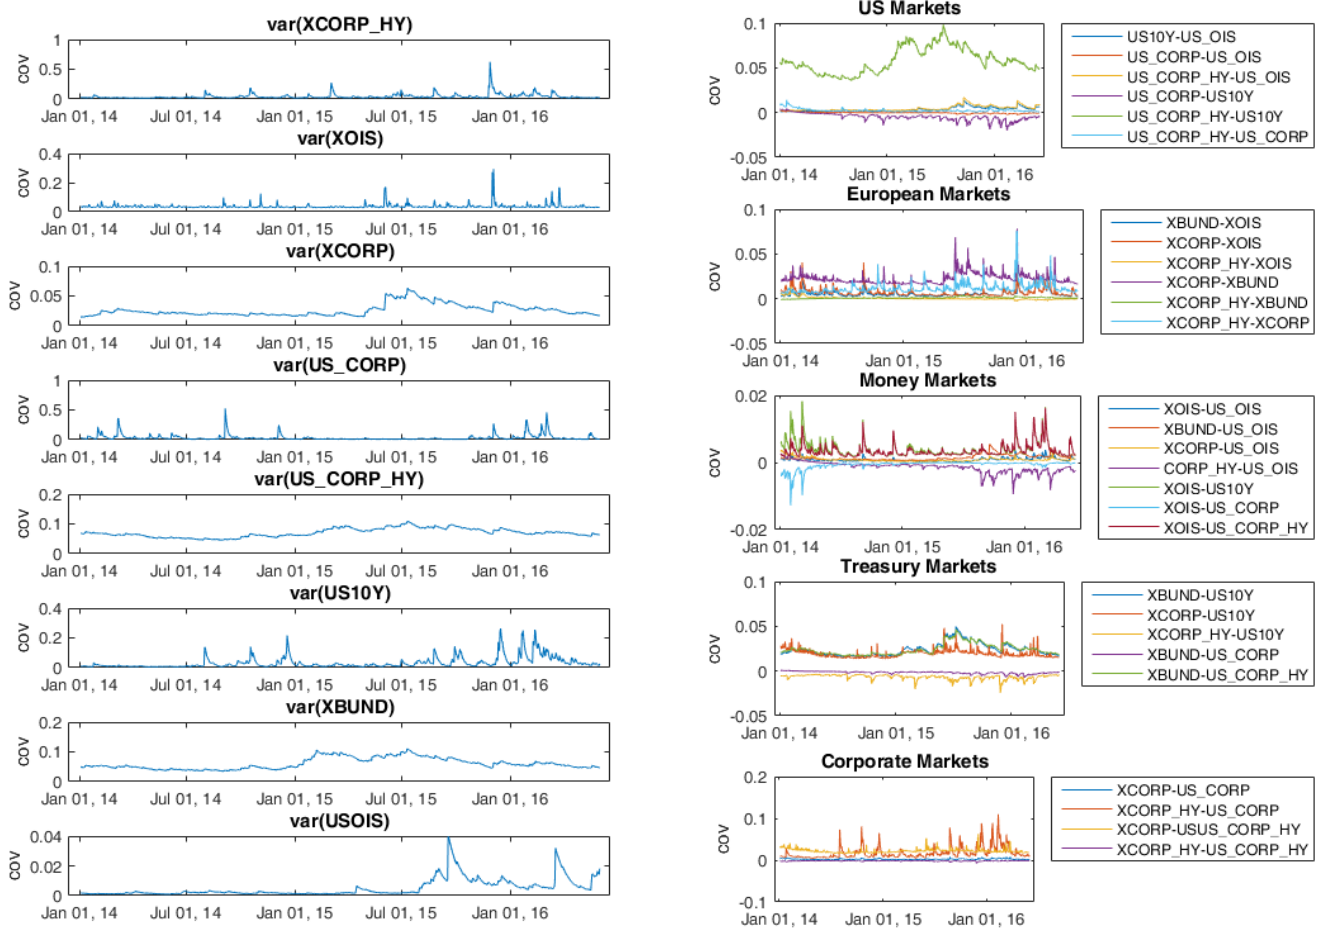 var(XCORP_HY)
1
0.5
0
cov
Jan 01, 14 Jul 01, 14 Jan 01, 15 Jul 01, 15 Jan 01, 16
var(XOIS)
0.4
0.2
0
cov
Jan 01, 14 Jul 01, 14 Jan 01, 15 Jul 01, 15 Jan 01, 16
var(XCORP)
0.1
0.05
0
cov
Jan 01, 14 Jul 01, 14 Jan 01, 15 Jul 01, 15 Jan 01, 16
var(US_CORP)
1
0.5
0
cov
Jan 01, 14 Jul 01, 14 Jan 01, 15 Jul 01, 15 Jan 01, 16
var(US_CORP_HY)
0.2
0.1
0
cov
Jan 01, 14 Jul 01, 14 Jan 01, 15 Jul 01, 15 Jan 01, 16
var(US10Y)
0.4
0.2
0
cov
Jan 01, 14 Jul 01, 14 Jan 01, 15 Jul 01, 15 Jan 01, 16
var(XBUND)
0.2
0.1
0
cov
Jan 01, 14 Jul 01, 14 Jan 01, 15 Jul 01, 15 Jan 01, 16
var(USOIS)
0.04
0.02
0
cov
Jan 01, 14 Jul 01, 14 Jan 01, 15 Jul 01, 15 Jan 01, 16
US Markets
0.1
0.05
0
-0.05
cov
Jan 01, 14 Jan 01, 15 Jan 01, 16
US10Y-US_OIS
US_CORP-US_OIS
US_CORP_HY-US_OIS
US_CORP-US10Y
US_CORP_HY-US10Y
US_CORP_HY-US_CORP
European Markets
0.1
0.05
0
-0.05
cov
Jan 01, 14 Jan 01, 15 Jan 01, 16
XBUND-XOIS
XCORP-XOIS
XCORP_HY-XOIS
XCORP-XBUND
XCORP_HY-XBUND
XCORP_HY-XCORP
Money Markets
0.02
0
-0.02
cov
Jan 01, 14 Jan 01, 15 Jan 01, 16
XOIS-US_OIS
XBUND-US_OIS
XCORP-US_OIS
CORP_HY-US_OIS
XOIS-US10Y
XOIS-US_CORP
XOIS-US_CORP_HY
Treasury Markets
0.1
0.05
0
-0.05
cov
Jan 01, 14 Jan 01, 15 Jan 01, 16
XBUND-US10Y
XCORP-US10Y
XCORP_HY-US10Y
XBUND-US_CORP
XBUND-US_CORP_HY
Corporate Markets
0.2
0.1
0
-0.1
cov
Jan 01, 14 Jan 01, 15 Jan 01, 16
XCORP-US_CORP
XCORP_HY-US_CORP
XCORP-USUS_CORP_HY
XCORP_HY-US_CORP_HY